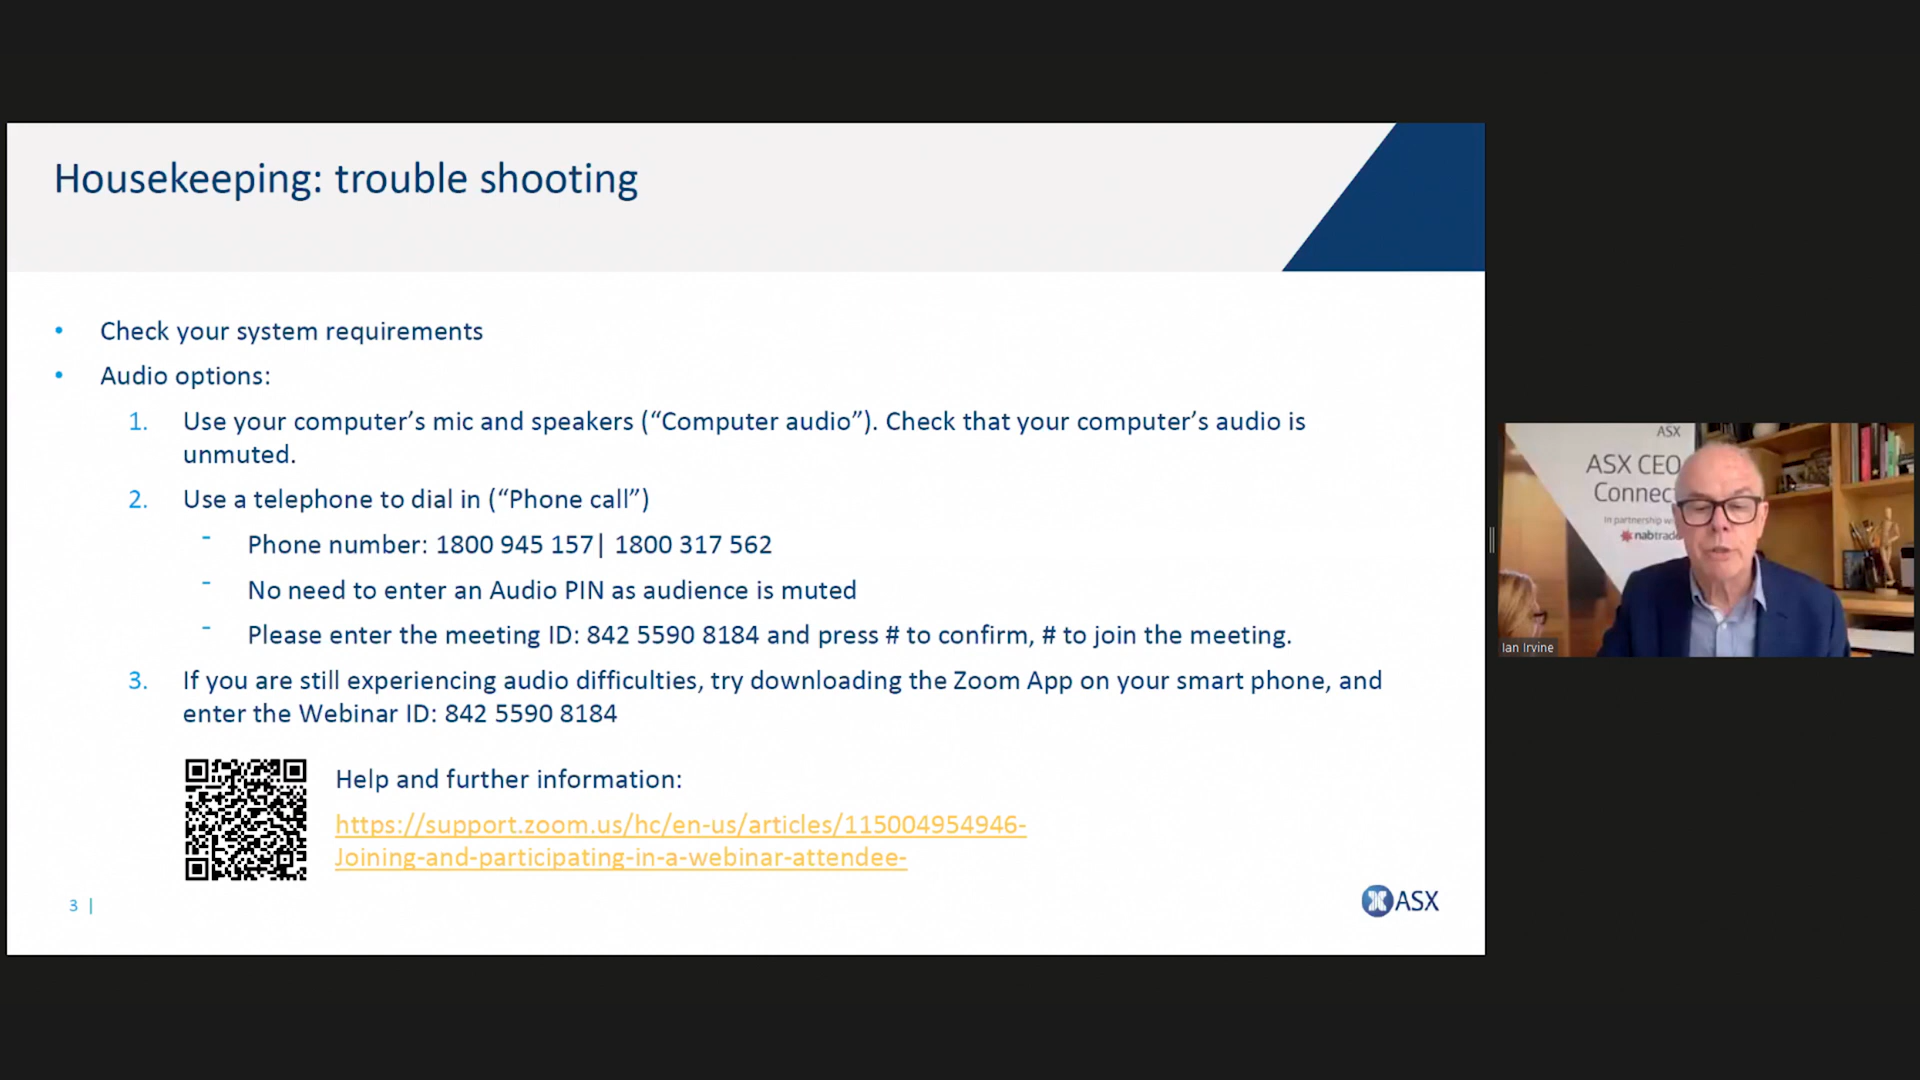 Housekeeping: trouble shooting
• Check your system requirements
• Audio options:
1. Use your computer’s mic and speakers (“Computer audio”). Check that your computer’s audio is
unmuted.
2. Use a telephone to dial in (“Phone call”)
- Phone number: 1800 945 157| 1800 317 562
- No need to enter an Audio PIN as audience is muted
- Please enter the meeting ID: 842 5590 8184 and press # to confirm, # to join the meeting.
3. If you are still experiencing audio difficulties, try downloading the Zoom App on your smart phone, and
enter the Webinar ID: 842 5590 8184
Help and further information:
https://support.zoom.us/hc/en-us/articles/115004954946-
Joining-and-participating-in-a-webinar-attendee-
3 |
ASX
ASX
ASX CEO
Connec
In partnership w
nabtrade
Ian Irvine